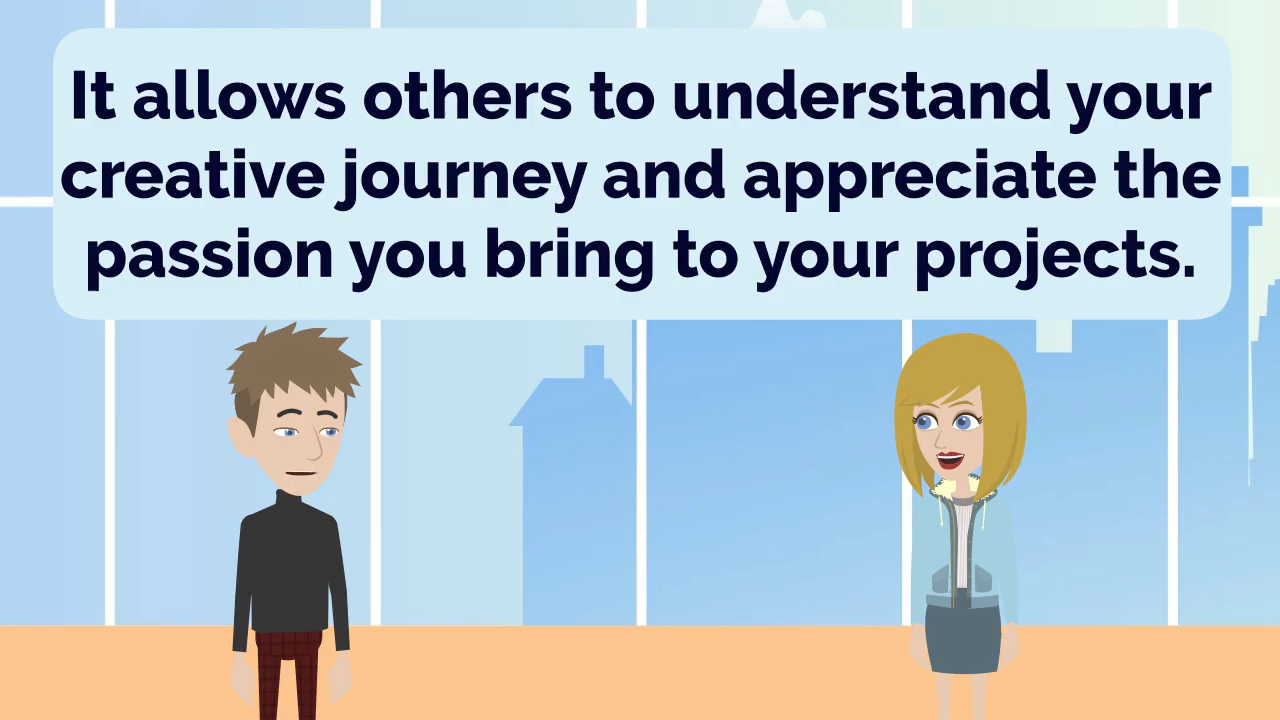 It allows others to understand your
creative journey and appreciate the
passion you bring to your projects.